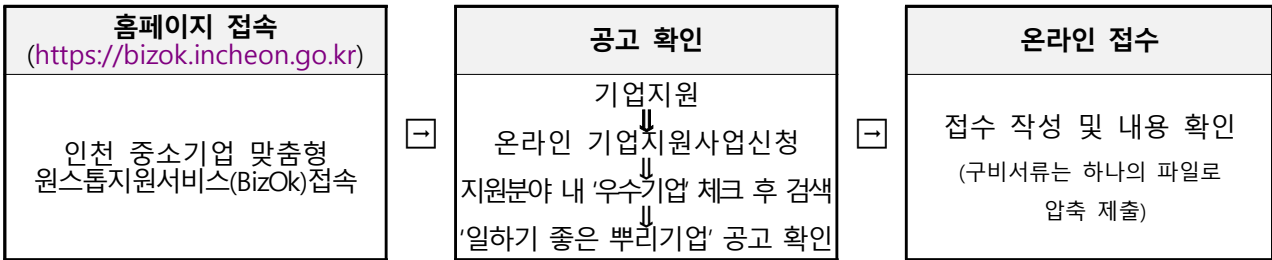 홈페이지 접속
(https://bizok.incheon.go.kr)
인천 중소기업 맞춤형
원스톱지원서비스(BizOk)접속
→
공고 확인
기업지원
⇓
온라인 기업지원사업신청
⇓
지원분야 내 '우수기업' 체크 후 검색
⇓
'일하기 좋은 뿌리기업' 공고 확인
→
온라인 접수
접수 작성 및 내용 확인
(구비서류는 하나의 파일로
압축 제출)